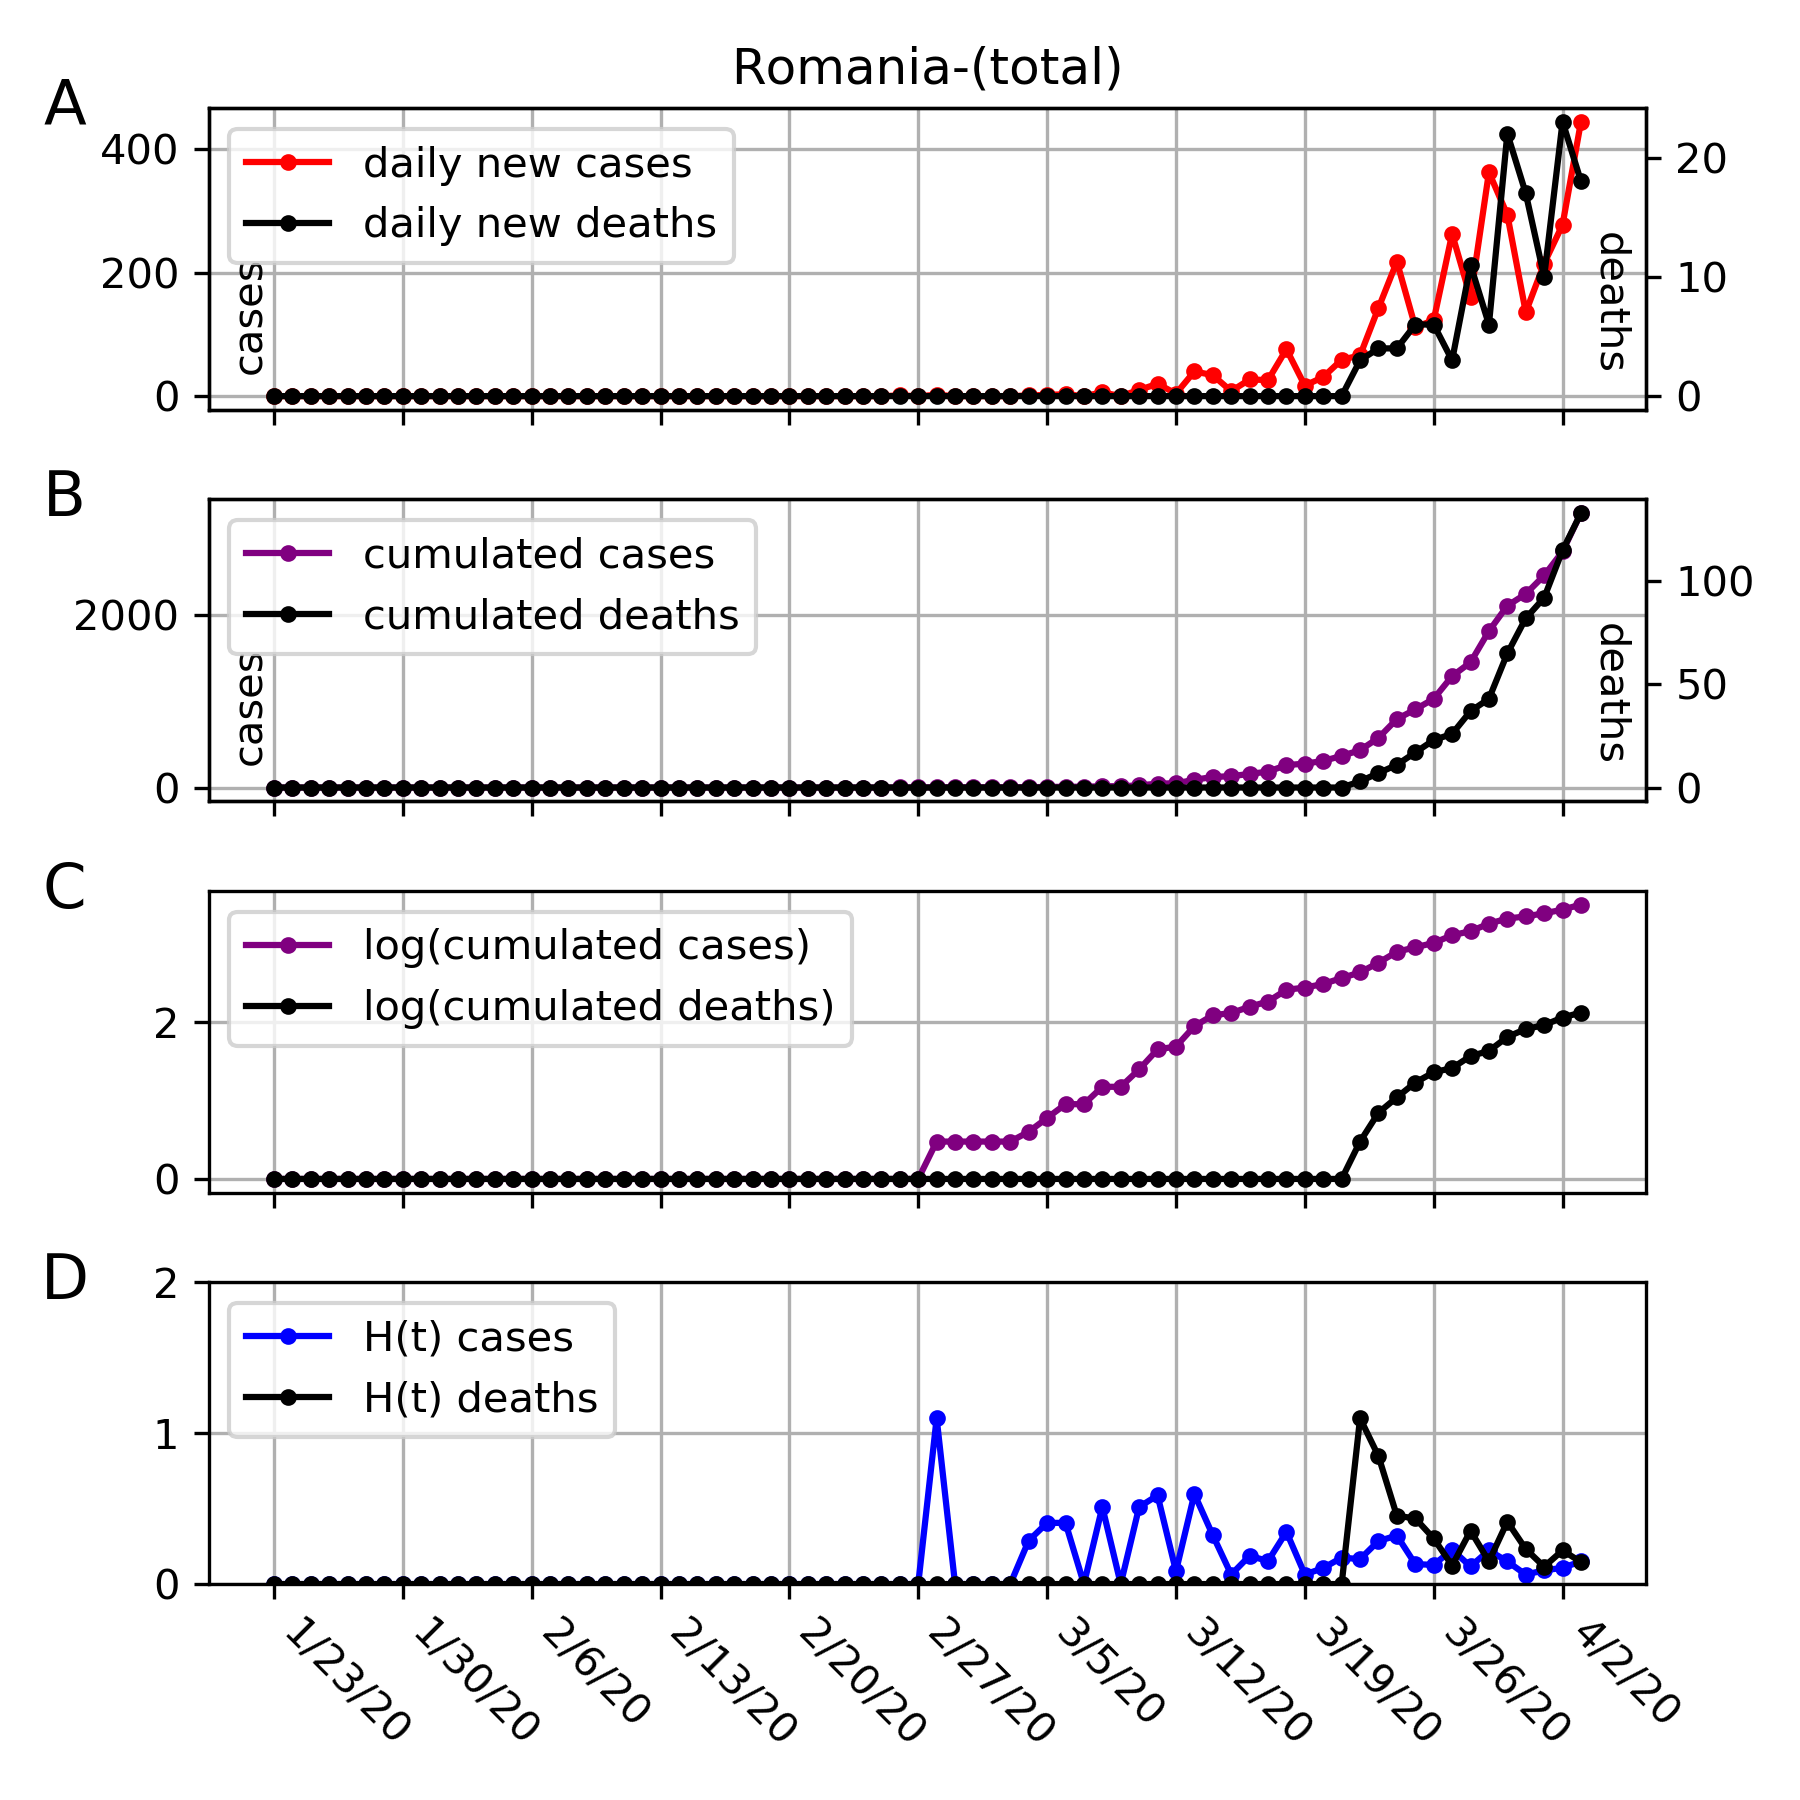 Romania-(total)
A
400
200
0
cases
daily new cases
daily new deaths
20
10
0
deaths
B
2000
0
cases
cumulated cases
cumulated deaths
100
50
0
deaths
C
2
0
log(cumulated cases)
log(cumulated deaths)
D
2
1
0
H(t) cases
H(t) deaths
1/23/20
1/30/20
2/6/20
2/13/20
2/20/20
2/27/20
3/5/20
3/12/20
3/19/20
3/26/20
4/2/20